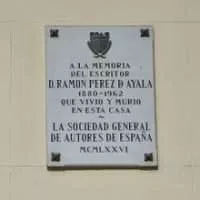 A LA MEMORIA
DEL ESCRITOR
D. RAMON PEREZ D AYALA
1880-1962
QUE VIVIO Y MURIO
EN ESTA CASA
~
LA SOCIEDAD GENERAL
DE AUTORES DE ESPAÑA
MCMLXXVI